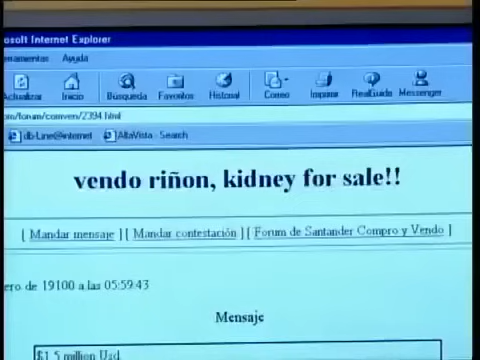 osoft Internet Explorer
erramientas Ayuda
Actualizar Inicio Búsqueda Favoritos Historial Correo Imprimir RealGuide Messenger
om/forum/comven/2394.html
db-Line@internet AltaVista - Search
vendo riñon, kidney for sale!!
[ Mandar mensaje ] [ Mandar contestación ] [ Forum de Santander Compro y Vendo ]
ero de 19100 a las 05:59:43
Mensaje
$1.5 million Usd